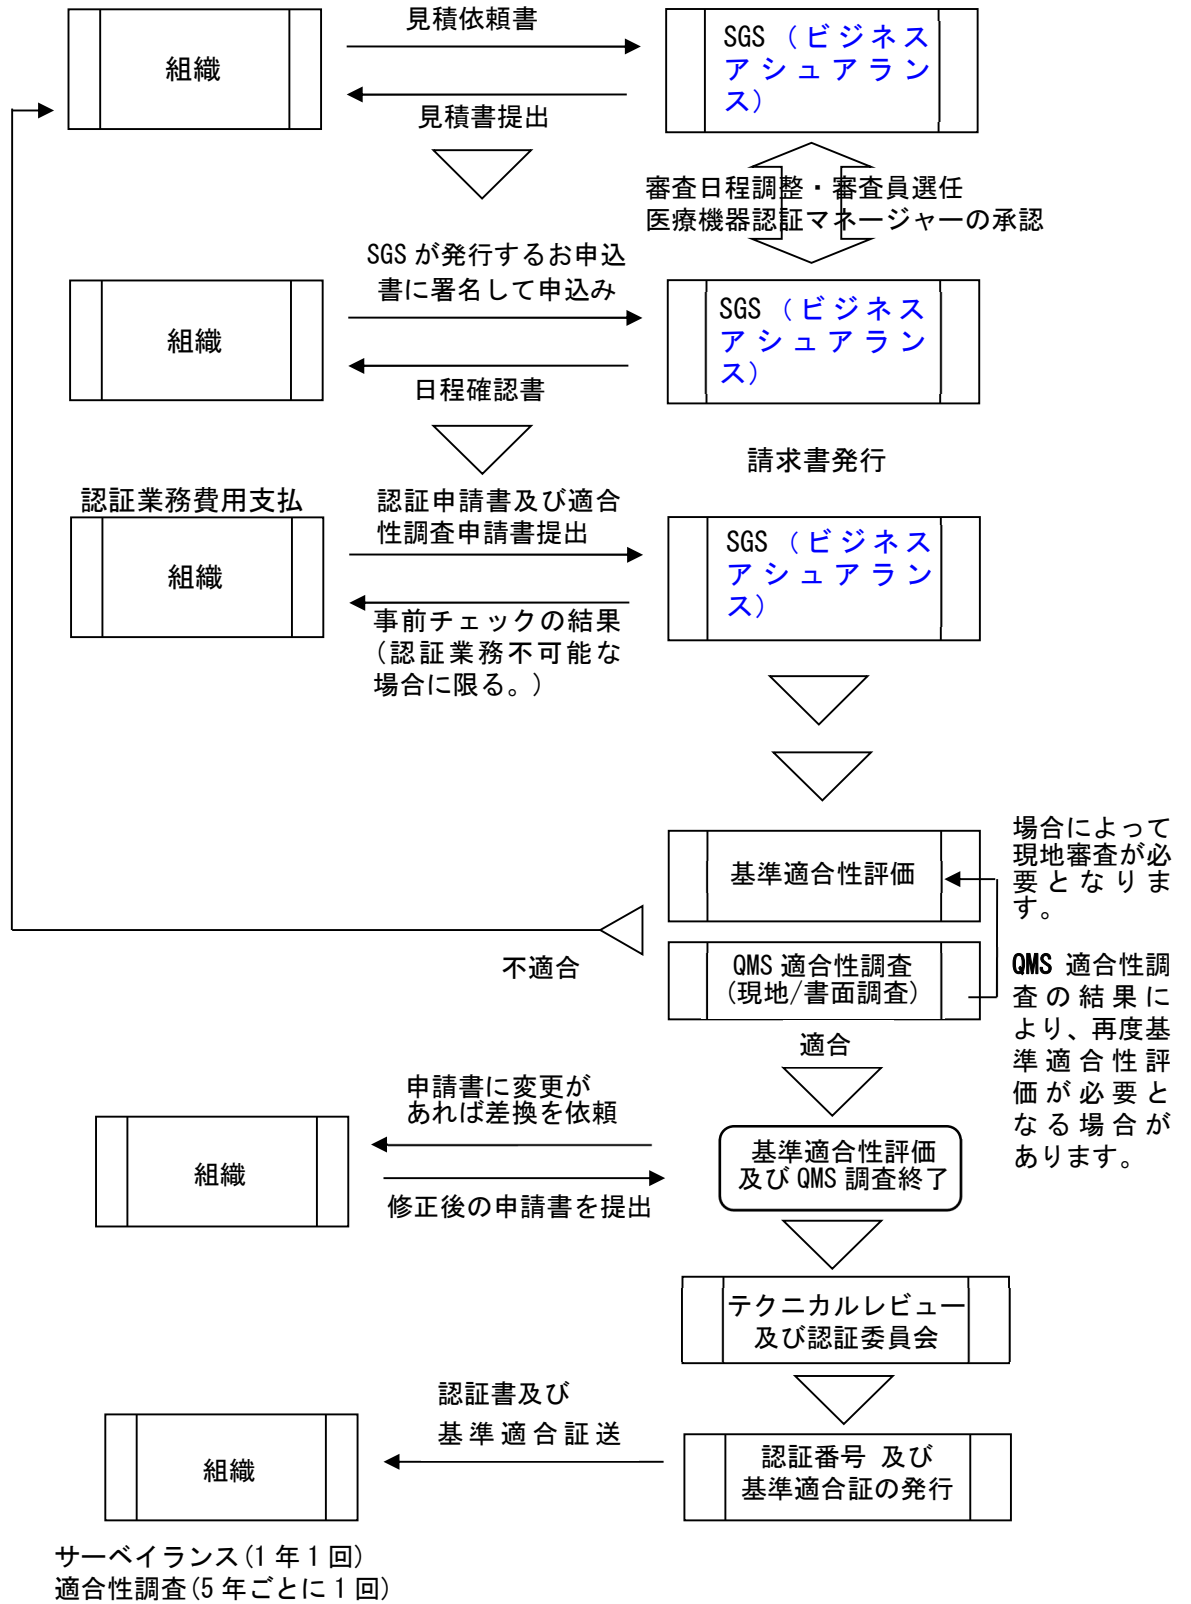 見積依頼書
組織
SGS（ビジネス
アシュアラン
ス）
見積書提出
審査日程調整・審査員選任
医療機器認証マネージャーの承認
SGS が発行するお申込
書に署名して申込み
組織
SGS（ビジネス
アシュアラン
ス）
日程確認書
請求書発行
認証業務費用支払
認証申請書及び適合
性調査申請書提出
組織
SGS（ビジネス
アシュアラン
ス）
事前チェックの結果
（認証業務不可能な
場合に限る。）
場合によって
現地審査が必
要となりま
す。
基準適合性評価
不適合
QMS 適合性調査
(現地/書面調査)
QMS 適合性調
査の結果に
より、再度基
準適合性評
価が必要と
なる場合が
あります。
適合
申請書に変更が
あれば差換を依頼
組織
修正後の申請書を提出
基準適合性評価
及び QMS 調査終了
テクニカルレビュー
及び認証委員会
認証書及び
基準適合証送
組織
認証番号 及び
基準適合証の発行
サーベイランス(1 年 1 回)
適合性調査(5 年ごとに 1 回)